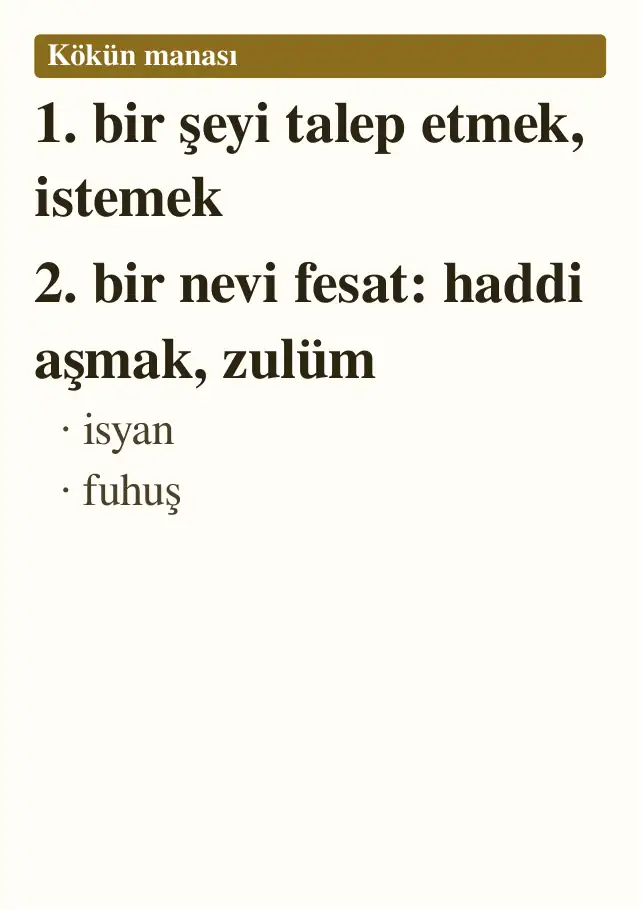 Kökün manası
1. bir şeyi talep etmek,
istemek
2. bir nevi fesat: haddi
aşmak, zulüm
· isyan
· fuhuş